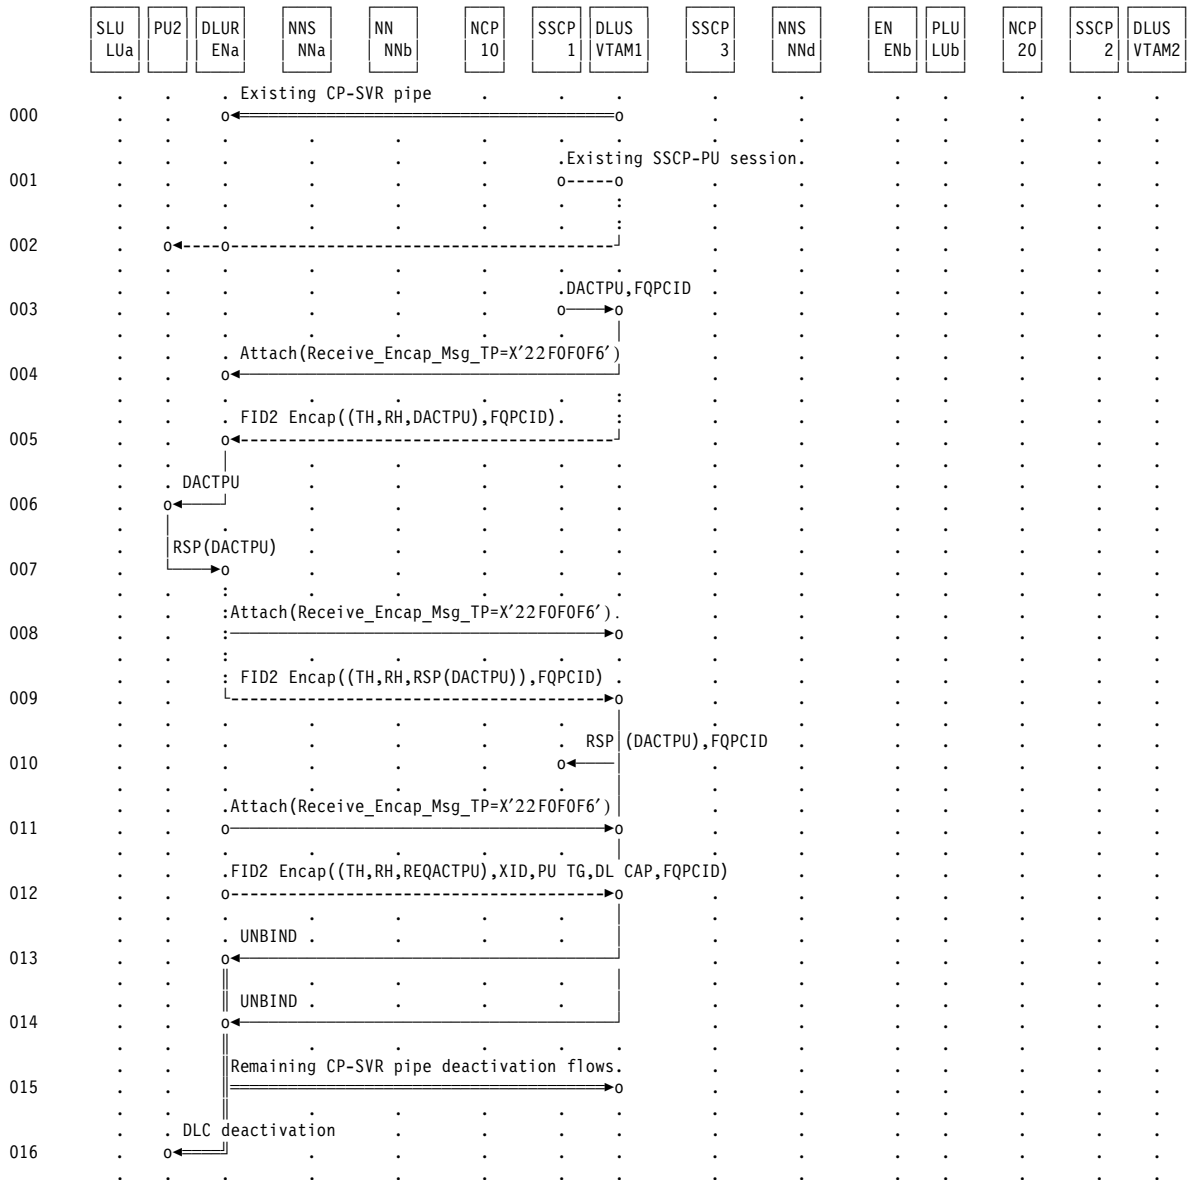 SLU PU2 DLUR NNS NN NCP SSCP DLUS SSCP NNS EN PLU NCP SSCP DLUS
LUa ENa NNa NNb 10 1 VTAM1 3 NNd ENb LUb 20 2 VTAM2
Existing CP-SVR pipe
000
Existing SSCP-PU session
001
002
DACTPU,FQPCID
003
Attach(Receive_Encap_Msg_TP=X'22F0F0F6')
004
FID2 Encap((TH,RH,DACTPU),FQPCID)
005
DACTPU
006
RSP(DACTPU)
007
Attach(Receive_Encap_Msg_TP=X'22F0F0F6')
008
FID2 Encap((TH,RH,RSP(DACTPU)),FQPCID)
009
RSP (DACTPU),FQPCID
010
Attach(Receive_Encap_Msg_TP=X'22F0F0F6')
011
FID2 Encap((TH,RH,REQACTPU),XID,PU TG,DL CAP,FQPCID)
012
UNBIND
013
UNBIND
014
Remaining CP-SVR pipe deactivation flows
015
DLC deactivation
016